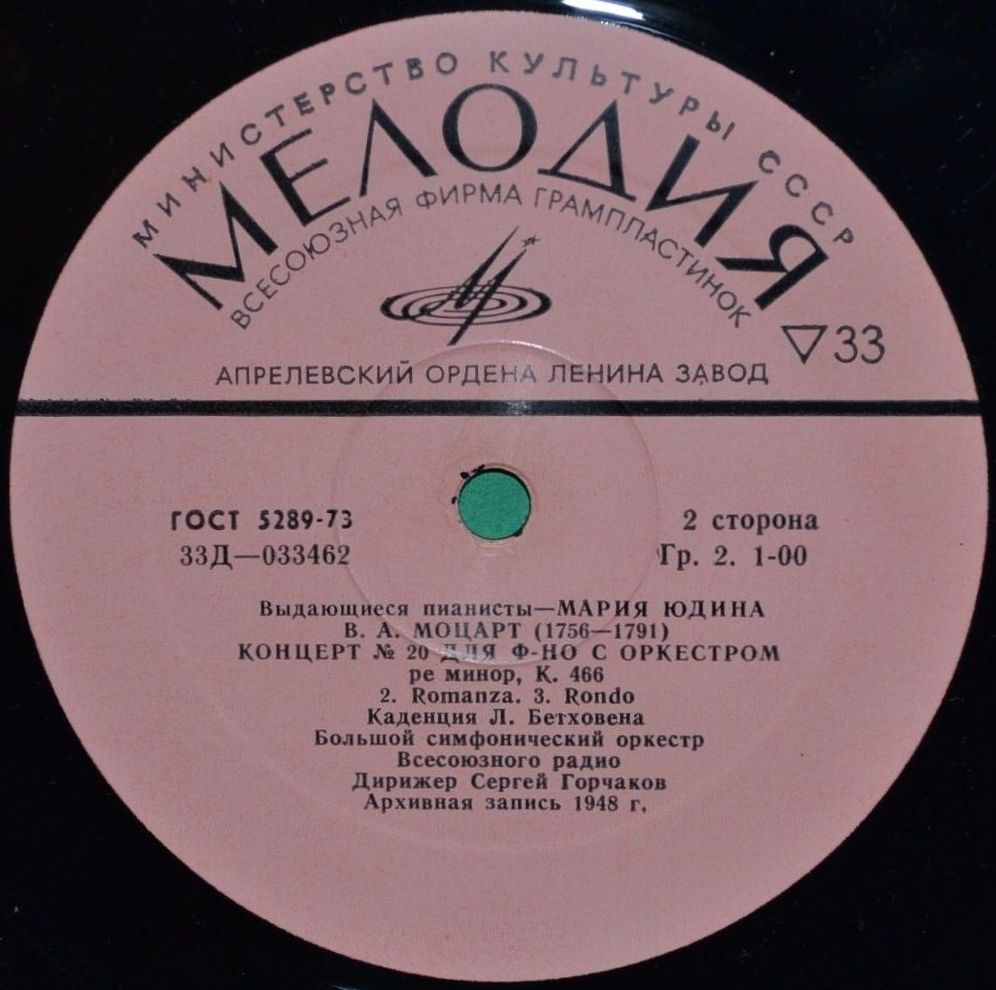 МИНИСТЕРСТВО КУЛЬТУРЫ СССР
МЕЛОДИЯ
ВСЕСОЮЗНАЯ ФИРМА ГРАМПЛАСТИНОК
▽33
АПРЕЛЕВСКИЙ ОРДЕНА ЛЕНИНА ЗАВОД
ГОСТ 5289-73
33Д—033462
2 сторона
Гр. 2. 1-00
Выдающиеся пианисты—МАРИЯ ЮДИНА
В. А. МОЦАРТ (1756—1791)
КОНЦЕРТ № 20 ДЛЯ Ф-НО С ОРКЕСТРОМ
ре минор, К. 466
2. Romanza. 3. Rondo
Каденция Л. Бетховена
Большой симфонический оркестр
Всесоюзного радио
Дирижер Сергей Горчаков
Архивная запись 1948 г.